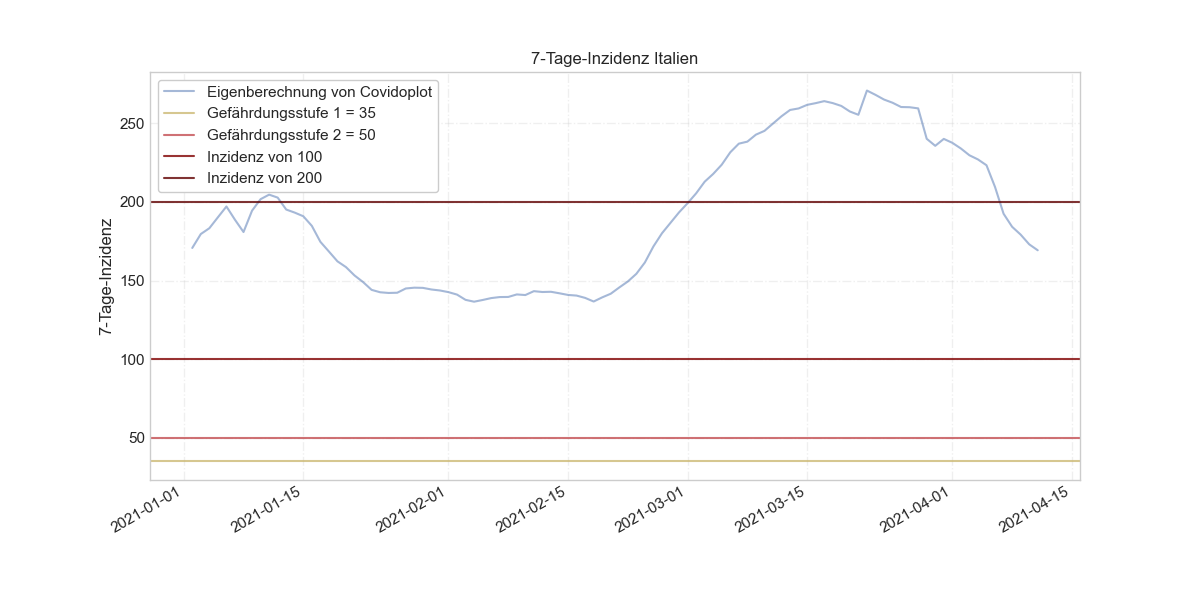 7-Tage-Inzidenz Italien
Eigenberechnung von Covidoplot
Gefährdungsstufe 1 = 35
Gefährdungsstufe 2 = 50
Inzidenz von 100
Inzidenz von 200
7-Tage-Inzidenz
250
200
150
100
50
2021-01-01
2021-01-15
2021-02-01
2021-02-15
2021-03-01
2021-03-15
2021-04-01
2021-04-15